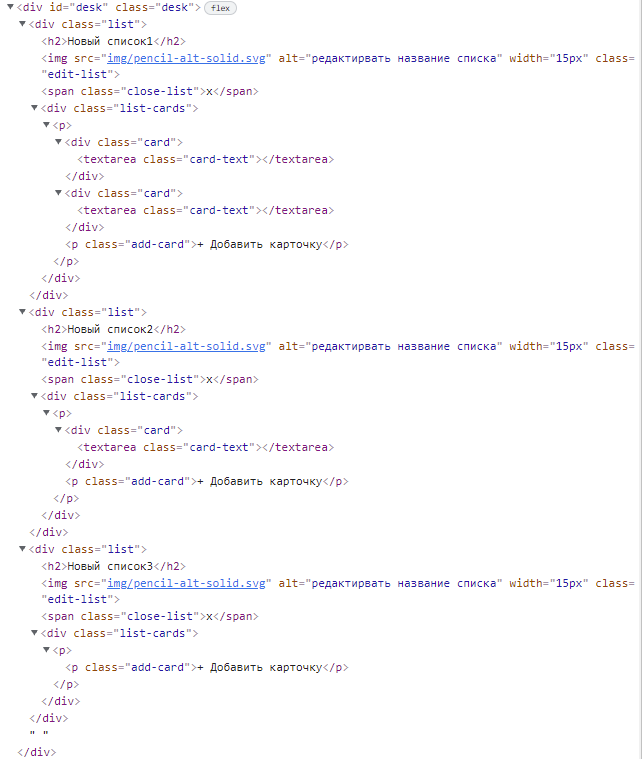 <div id="desk" class="desk"> flex
<div class="list">
<h2>Новый список1</h2>
<img src="img/pencil-alt-solid.svg" alt="редактирвать название списка" width="15px" class=
"edit-list">
<span class="close-list">x</span>
<div class="list-cards">
<p>
<div class="card">
<textarea class="card-text"></textarea>
</div>
<div class="card">
<textarea class="card-text"></textarea>
</div>
<p class="add-card">+ Добавить карточку</p>
</p>
</div>
</div>
<div class="list">
<h2>Новый список2</h2>
<img src="img/pencil-alt-solid.svg" alt="редактирвать название списка" width="15px" class=
"edit-list">
<span class="close-list">x</span>
<div class="list-cards">
<p>
<div class="card">
<textarea class="card-text"></textarea>
</div>
<p class="add-card">+ Добавить карточку</p>
</p>
</div>
</div>
<div class="list">
<h2>Новый список3</h2>
<img src="img/pencil-alt-solid.svg" alt="редактирвать название списка" width="15px" class=
"edit-list">
<span class="close-list">x</span>
<div class="list-cards">
<p>
<p class="add-card">+ Добавить карточку</p>
</p>
</div>
</div>
" "
</div>